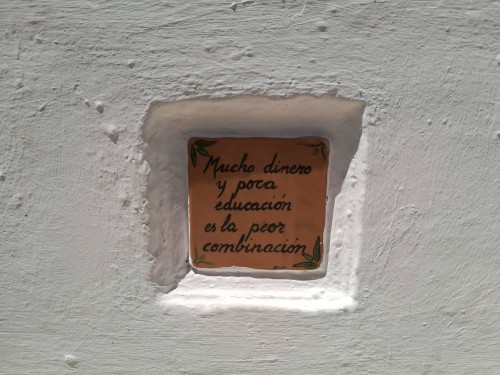 Mucho dinero
y poca
educación
es la peor
combinación